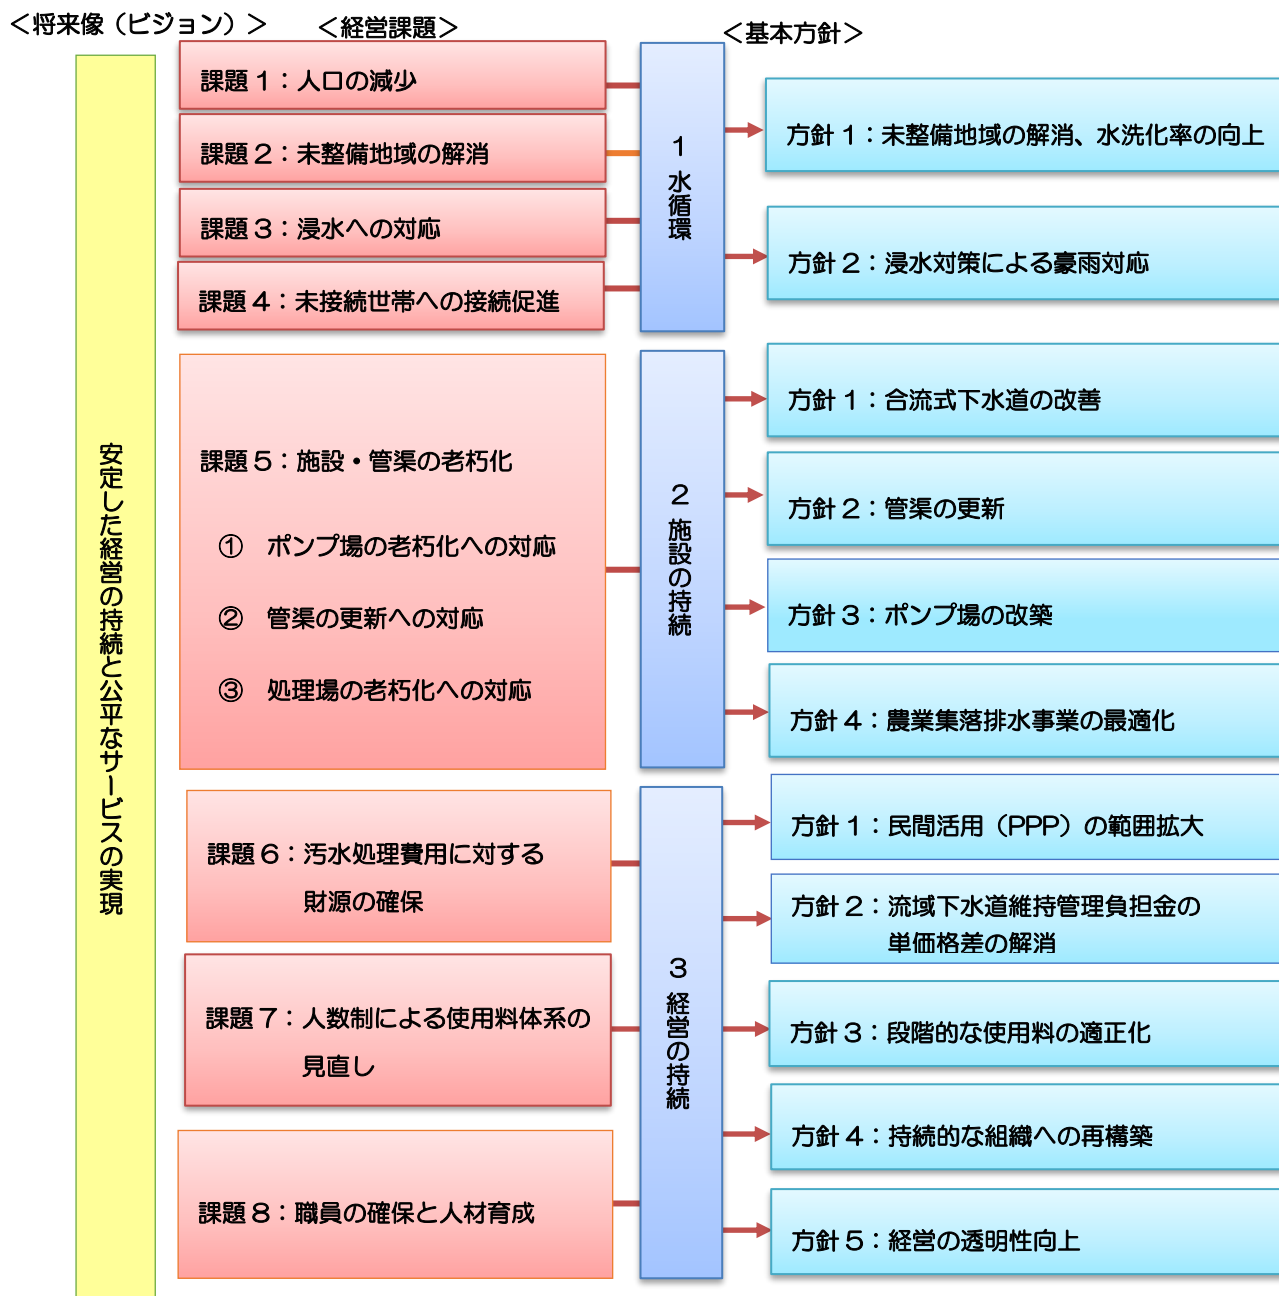 ＜将来像（ビジョン）＞
＜経営課題＞
＜基本方針＞
安定した経営の持続と公平なサービスの実現
課題１：人口の減少
課題２：未整備地域の解消
課題３：浸水への対応
課題４：未接続世帯への接続促進
１ 水循環
方針１：未整備地域の解消、水洗化率の向上
方針２：浸水対策による豪雨対応
課題５：施設・管渠の老朽化
①　ポンプ場の老朽化への対応
②　管渠の更新への対応
③　処理場の老朽化への対応
２ 施設の持続
方針１：合流式下水道の改善
方針２：管渠の更新
方針３：ポンプ場の改築
方針４：農業集落排水事業の最適化
課題６：汚水処理費用に対する
財源の確保
課題７：人数制による使用料体系の
見直し
課題８：職員の確保と人材育成
３ 経営の持続
方針１：民間活用（PPP）の範囲拡大
方針２：流域下水道維持管理負担金の
単価格差の解消
方針３：段階的な使用料の適正化
方針４：持続的な組織への再構築
方針５：経営の透明性向上